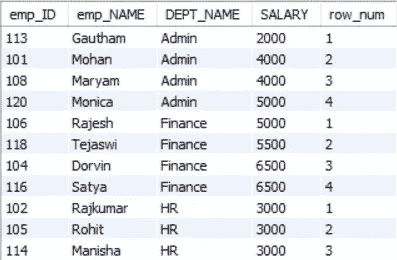 emp_ID emp_NAME DEPT_NAME SALARY row_num
113 Gautham Admin 2000 1
101 Mohan Admin 4000 2
108 Maryam Admin 4000 3
120 Monica Admin 5000 4
106 Rajesh Finance 5000 1
118 Tejaswi Finance 5500 2
104 Dorvin Finance 6500 3
116 Satya Finance 6500 4
102 Rajkumar HR 3000 1
105 Rohit HR 3000 2
114 Manisha HR 3000 3